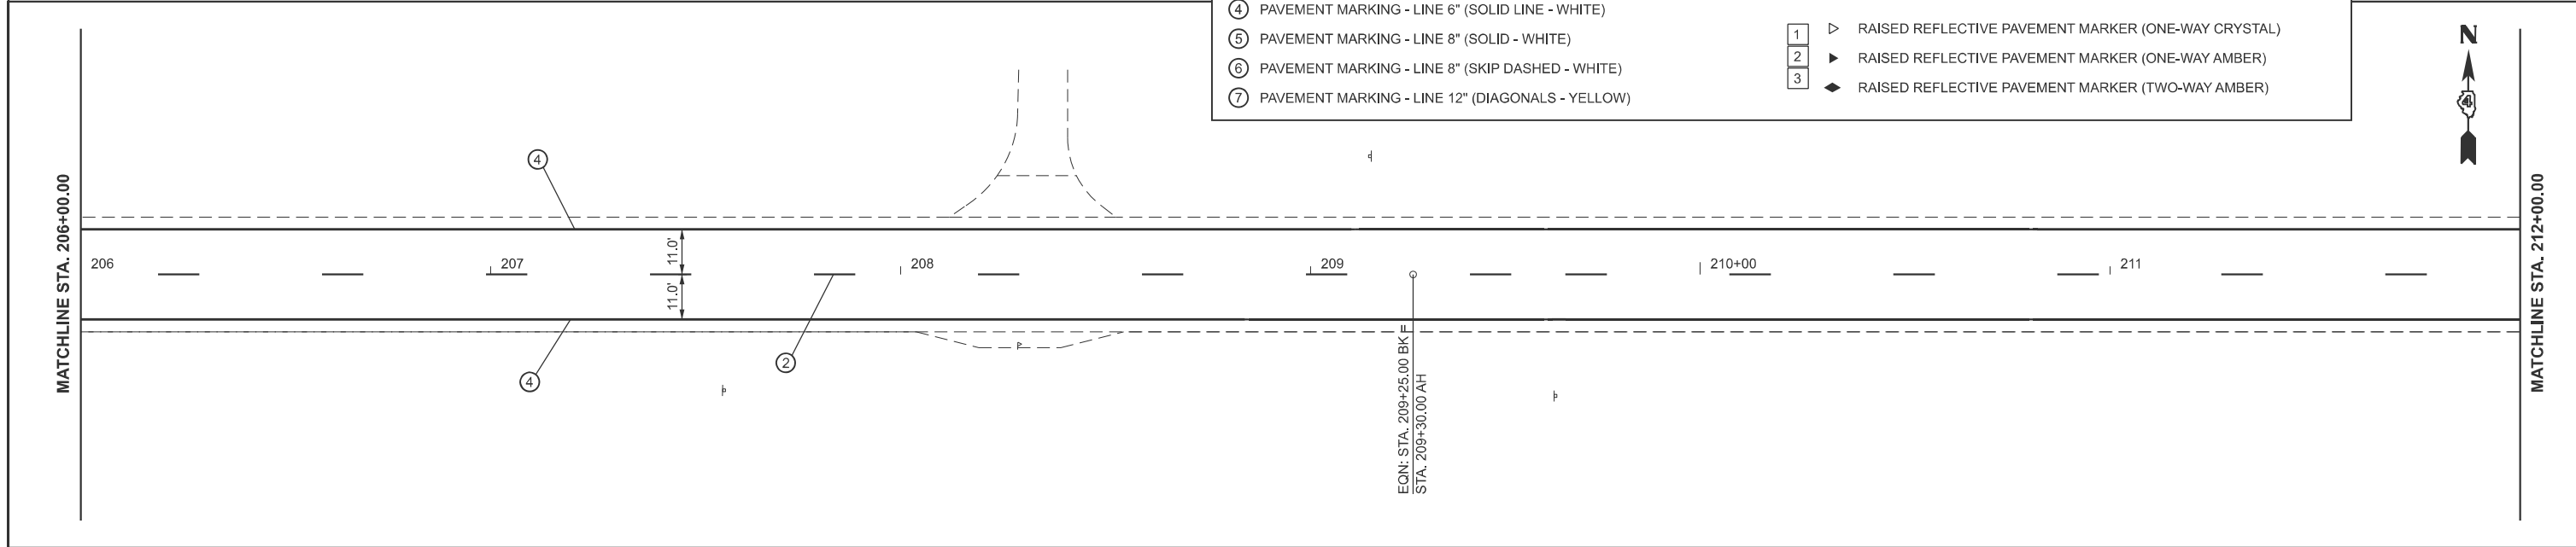 ④ PAVEMENT MARKING - LINE 6" (SOLID LINE - WHITE)
⑤ PAVEMENT MARKING - LINE 8" (SOLID - WHITE)
⑥ PAVEMENT MARKING - LINE 8" (SKIP DASHED - WHITE)
⑦ PAVEMENT MARKING - LINE 12" (DIAGONALS - YELLOW)
1 RAISED REFLECTIVE PAVEMENT MARKER (ONE-WAY CRYSTAL)
2 RAISED REFLECTIVE PAVEMENT MARKER (ONE-WAY AMBER)
3 RAISED REFLECTIVE PAVEMENT MARKER (TWO-WAY AMBER)
N
4
MATCHLINE STA. 206+00.00
④
11.0'
11.0'
206
207
208
209
210+00
211
④
②
EQN: STA. 209+25.00 BK =
STA. 209+30.00 AH
MATCHLINE STA. 212+00.00